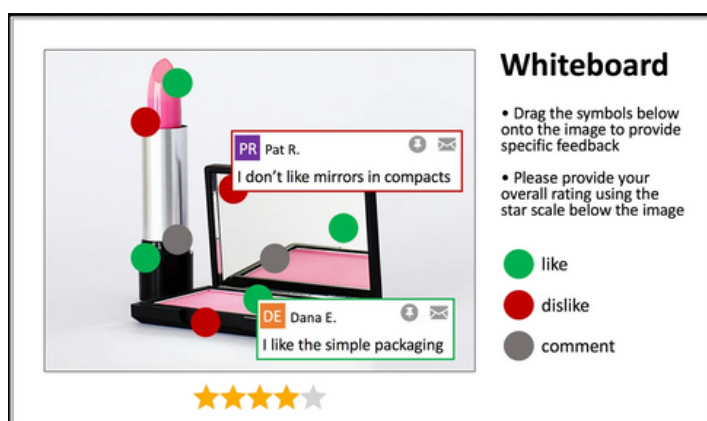 Whiteboard
• Drag the symbols below
onto the image to provide
specific feedback
• Please provide your
overall rating using the
star scale below the image
like
dislike
comment
PR Pat R.
I don't like mirrors in compacts
DE Dana E.
I like the simple packaging